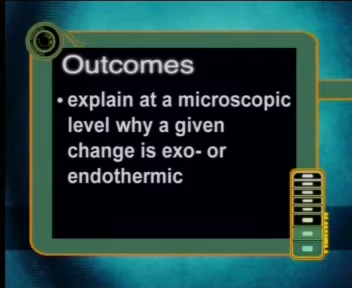 Outcomes
• explain at a microscopic
level why a given
change is exo- or
endothermic